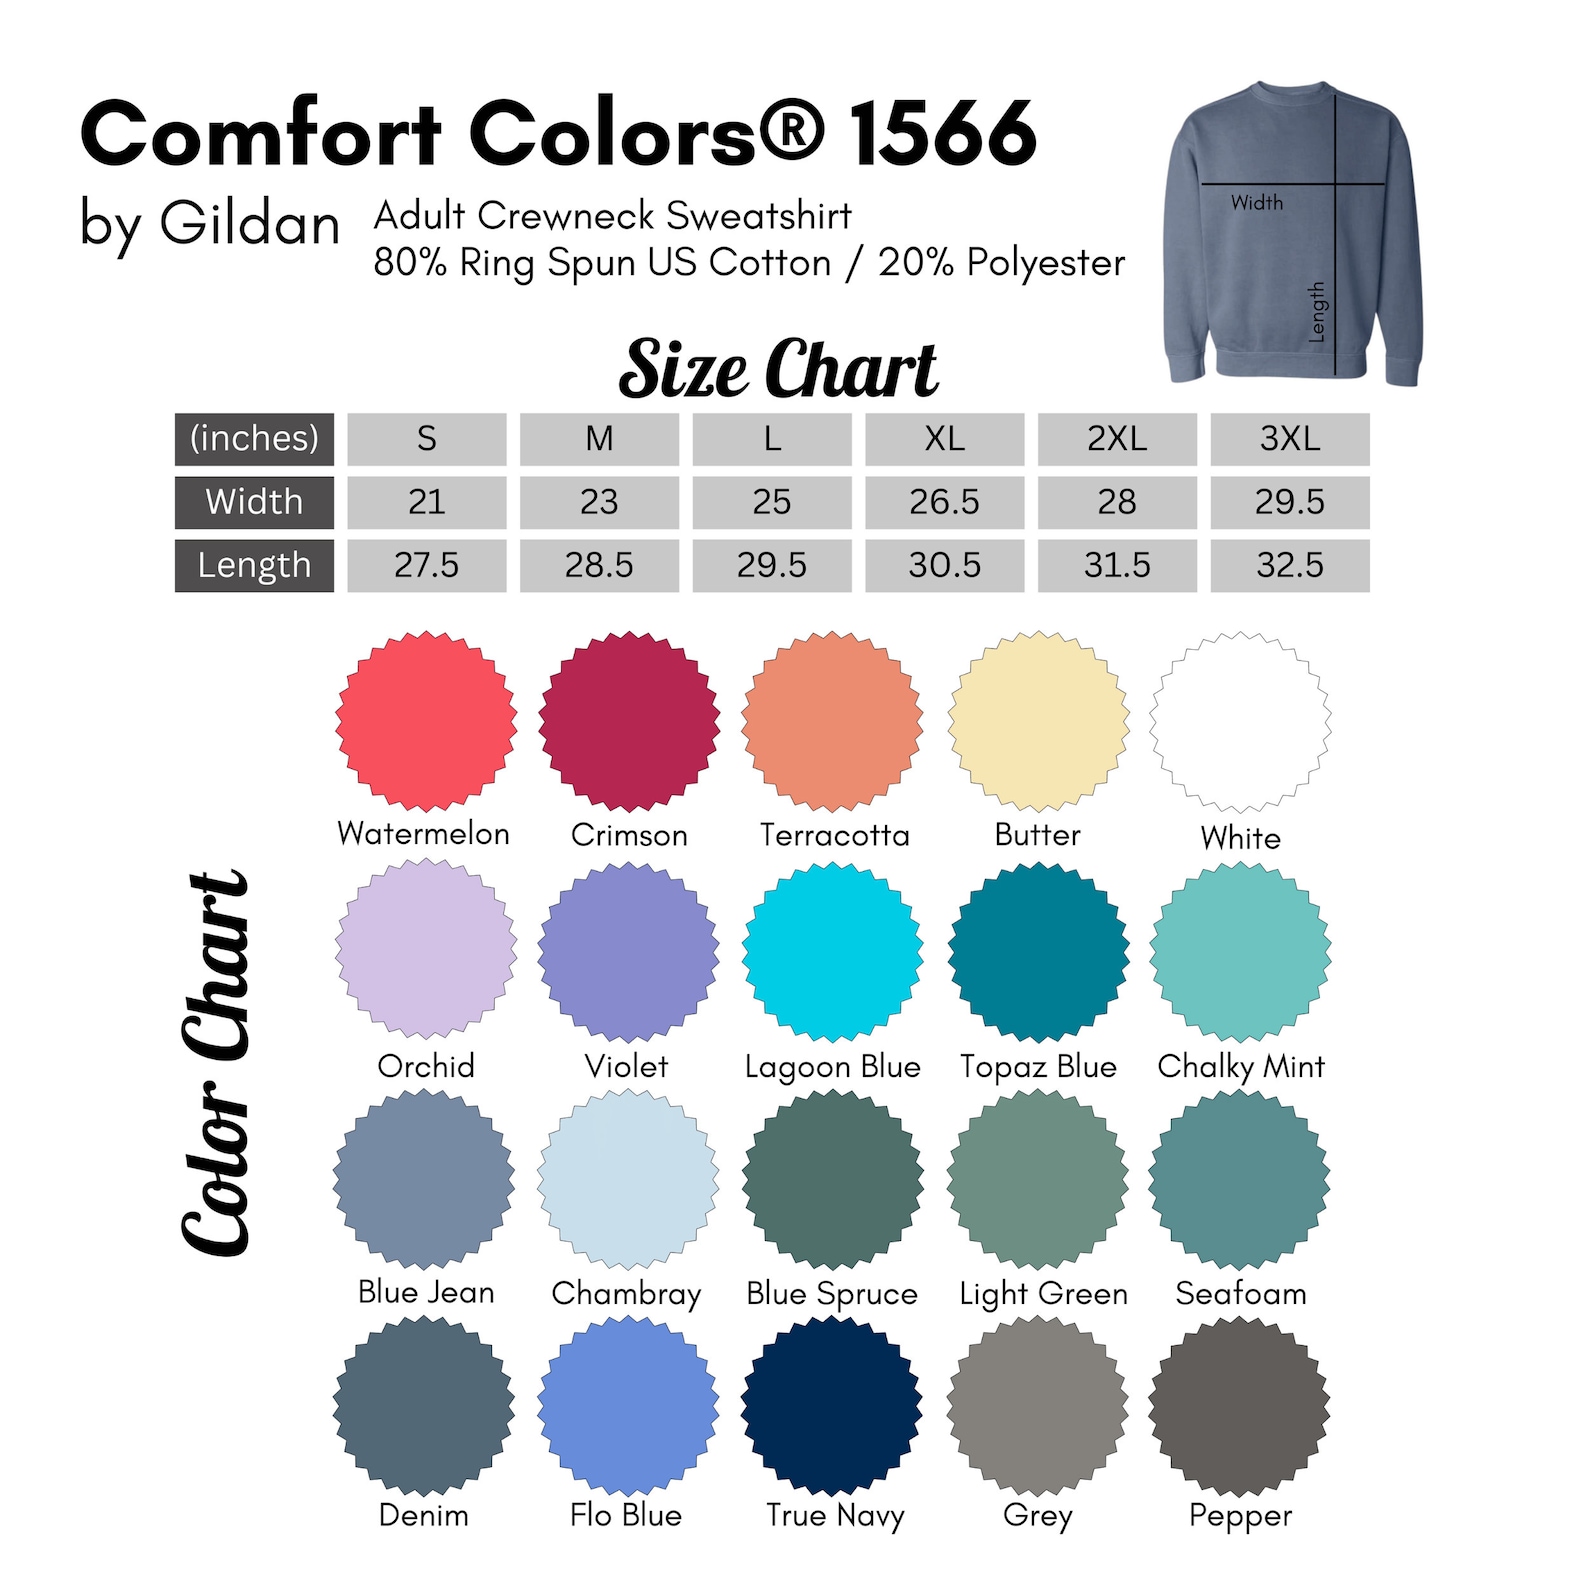 Comfort Colors® 1566
by Gildan
Adult Crewneck Sweatshirt
80% Ring Spun US Cotton / 20% Polyester
Width
Length
Size Chart
(inches) S M L XL 2XL 3XL
Width 21 23 25 26.5 28 29.5
Length 27.5 28.5 29.5 30.5 31.5 32.5
Color Chart
Watermelon Crimson Terracotta Butter White
Orchid Violet Lagoon Blue Topaz Blue Chalky Mint
Blue Jean Chambray Blue Spruce Light Green Seafoam
Denim Flo Blue True Navy Grey Pepper